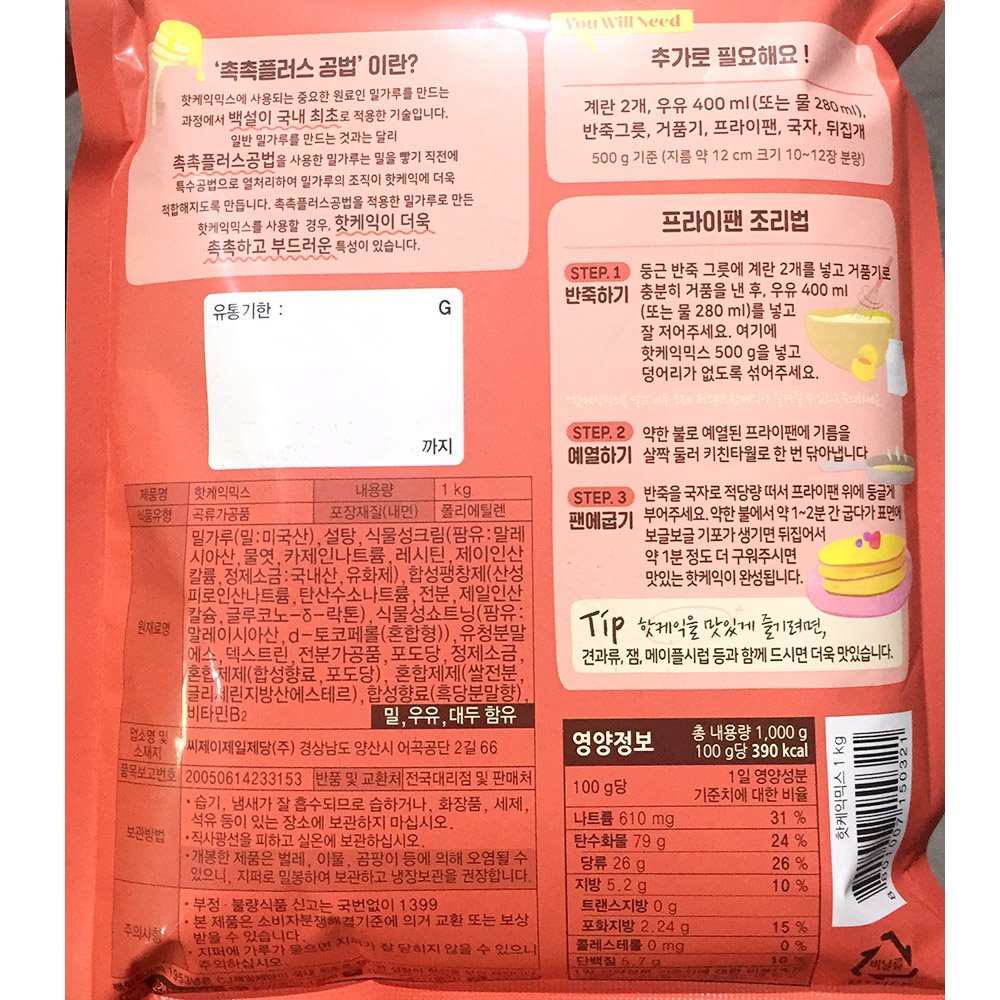 '촉촉플러스 공법' 이란?
핫케익믹스에 사용되는 중요한 원료인 밀가루를 만드는
과정에서 백설이 국내 최초로 적용한 기술입니다.
일반 밀가루를 만드는 것과는 달리
촉촉플러스공법을 사용한 밀가루는 밀을 빻기 직전에
특수공법으로 열처리하여 밀가루의 조직이 핫케익에 더욱
적합해지도록 만듭니다. 촉촉플러스공법을 적용한 밀가루로 만든
핫케익믹스를 사용할 경우, 핫케익이 더욱
촉촉하고 부드러운 특성이 있습니다.
유통기한 : G
까지
제품명 핫케익믹스 내용량 1 kg
식품유형 곡류가공품 포장재질(내면) 폴리에틸렌
원재료명
밀가루(밀:미국산), 설탕, 식물성크림(팜유:말레
시아산, 물엿, 카제인나트륨, 레시틴, 제이인산
칼륨, 정제소금:국내산, 유화제), 합성팽창제(산성
피로인산나트륨, 탄산수소나트륨, 전분, 제일인산
칼슘, 글루코노-δ-락톤), 식물성쇼트닝(팜유:
말레이시아산, d-토코페롤(혼합형)), 유청분말
에스, 덱스트린, 전분가공품, 포도당, 정제소금,
혼합제제(합성향료, 포도당), 혼합제제(쌀전분,
글리세린지방산에스테르), 합성향료(흑당분말향),
비타민B₂
밀, 우유, 대두 함유
업소명 및 소재지 씨제이제일제당(주) 경상남도 양산시 어곡공단 2길 66
품목보고번호 20050614233153 반품 및 교환처 전국대리점 및 판매처
보관방법
• 습기, 냄새가 잘 흡수되므로 습하거나, 화장품, 세제,
석유 등이 있는 장소에 보관하지 마십시오.
• 직사광선을 피하고 실온에 보관하십시오.
• 개봉한 제품은 벌레, 이물, 곰팡이 등에 의해 오염될 수
있으니, 지퍼로 밀봉하여 보관하고 냉장보관을 권장합니다.
주의사항
• 부정·불량식품 신고는 국번없이 1399
• 본 제품은 소비자분쟁해결기준에 의거 교환 또는 보상
받을 수 있습니다.
• 지퍼에 가루가 묻으면 지퍼가 잘 닫히지 않을 수 있으니
주의하십시오.
You Will Need
추가로 필요해요 !
계란 2개, 우유 400 ml(또는 물 280 ml),
반죽그릇, 거품기, 프라이팬, 국자, 뒤집개
500 g 기준 (지름 약 12 cm 크기 10~12장 분량)
프라이팬 조리법
STEP. 1
반죽하기
둥근 반죽 그릇에 계란 2개를 넣고 거품기로
충분히 거품을 낸 후, 우유 400 ml
(또는 물 280 ml)를 넣고
잘 저어주세요. 여기에
핫케익믹스 500 g을 넣고
덩어리가 없도록 섞어주세요.
STEP. 2
예열하기
약한 불로 예열된 프라이팬에 기름을
살짝 둘러 키친타월로 한 번 닦아냅니다.
STEP. 3
팬에굽기
반죽을 국자로 적당량 떠서 프라이팬 위에 둥글게
부어주세요. 약한 불에서 약 1~2분 간 굽다가 표면에
보글보글 기포가 생기면 뒤집어서
약 1분 정도 더 구워주시면
맛있는 핫케익이 완성됩니다.
Tip 핫케익을 맛있게 즐기려면,
견과류, 잼, 메이플시럽 등과 함께 드시면 더욱 맛있습니다.
영양정보
총 내용량 1,000 g
100 g당 390 kcal
100 g당
1일 영양성분
기준치에 대한 비율
나트륨 610 mg 31 %
탄수화물 79 g 24 %
당류 26 g 26 %
지방 5.2 g 10 %
트랜스지방 0 g
포화지방 2.24 g 15 %
콜레스테롤 0 mg 0 %
단백질 5.7 g 10 %
핫케익믹스 1 kg
8 801007 150321
비닐류